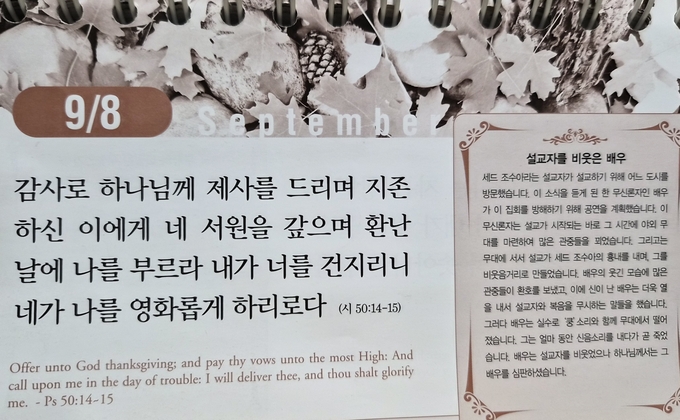 9/8
September
감사로 하나님께 제사를 드리며 지존
하신 이에게 네 서원을 갚으며 환난
날에 나를 부르라 내가 너를 건지리니
네가 나를 영화롭게 하리로다 (시 50:14-15)
Offer unto God thanksgiving; and pay thy vows unto the most High: And
call upon me in the day of trouble: I will deliver thee, and thou shalt glorify
me. - Ps 50:14-15
설교자를 비웃은 배우
세드 조수아라는 설교자가 설교하기 위해 어느 도시를
방문했습니다. 이 소식을 듣게 된 한 무신론자인 배우
가 이 집회를 방해하기 위해 공연을 계획했습니다. 이
무신론자는 설교가 시작되는 바로 그 시간에 야외 무
대를 마련하여 많은 관중들을 꾀었습니다. 그리고는
무대에 서서 설교가 세드 조수아의 흉내를 내며, 그를
비웃음거리로 만들었습니다. 배우의 웃긴 모습에 많은
관중들이 환호를 보냈고, 이에 신이 난 배우는 더욱 열
을 내서 설교자와 복음을 무시하는 말들을 했습니다.
그러다 배우는 실수로 '쿵' 소리와 함께 무대에서 떨어
졌습니다. 그는 얼마 동안 신음소리를 내다가 곧 죽었
습니다. 배우는 설교자를 비웃었으나 하나님께서는 그
배우를 심판하셨습니다.